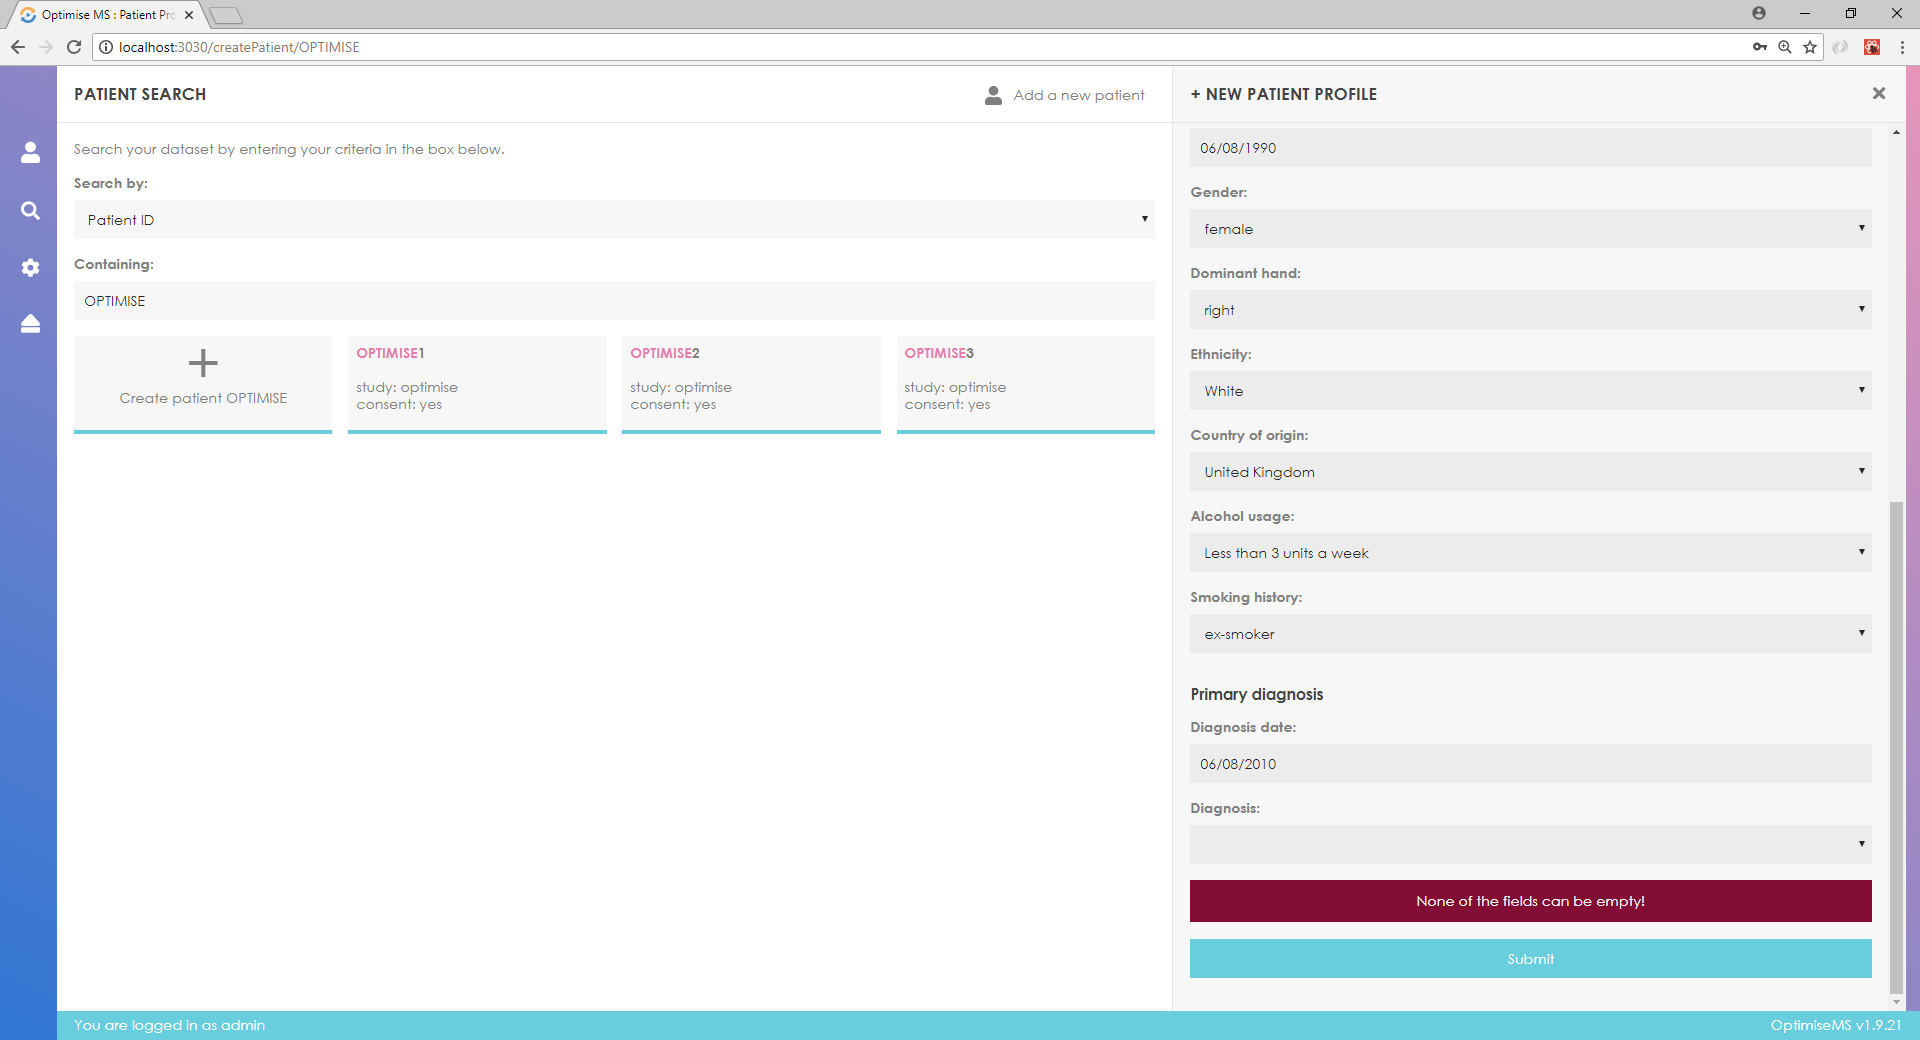 Optimise MS : Patient Pro
localhost:3030/createPatient/OPTIMISE
PATIENT SEARCH
Add a new patient
Search your dataset by entering your criteria in the box below.
Search by:
Patient ID
Containing:
OPTIMISE
Create patient OPTIMISE
OPTIMISE1
study: optimise
consent: yes
OPTIMISE2
study: optimise
consent: yes
OPTIMISE3
study: optimise
consent: yes
+ NEW PATIENT PROFILE
06/08/1990
Gender:
female
Dominant hand:
right
Ethnicity:
White
Country of origin:
United Kingdom
Alcohol usage:
Less than 3 units a week
Smoking history:
ex-smoker
Primary diagnosis
Diagnosis date:
06/08/2010
Diagnosis:
None of the fields can be empty!
Submit
You are logged in as admin
OptimiseMS v1.9.21